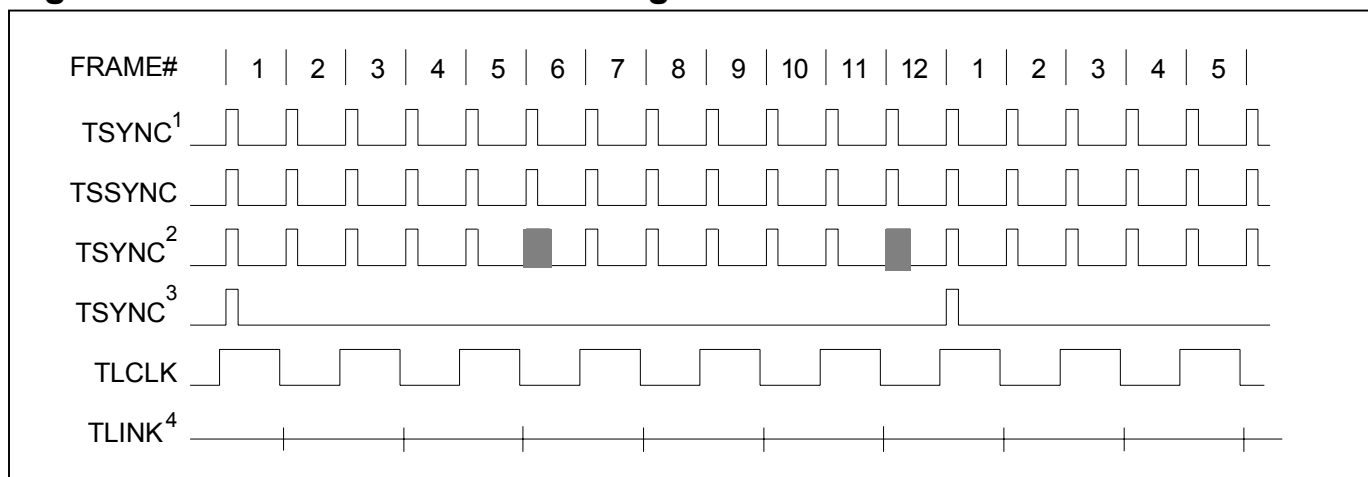 FRAME# | 1 | 2 | 3 | 4 | 5 | 6 | 7 | 8 | 9 | 10 | 11 | 12 | 1 | 2 | 3 | 4 | 5 |
TSYNC1
TSSYNC
TSYNC2
TSYNC3
TLCLK
TLINK4